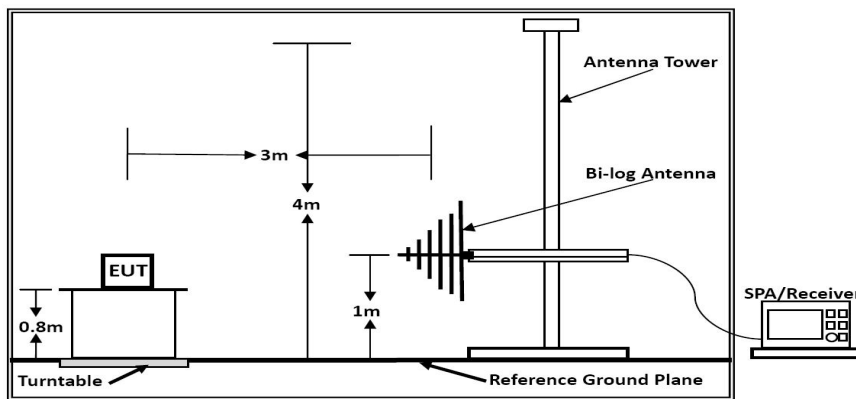 Antenna Tower
3m
Bi-log Antenna
4m
EUT
SPA/Receiver
0.8m
1m
Turntable
Reference Ground Plane